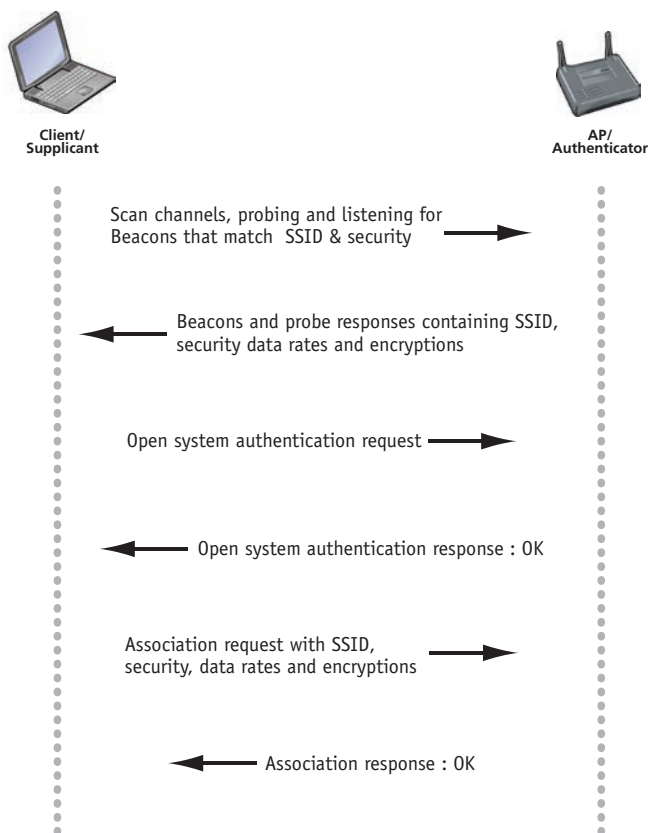 Client/
Supplicant
AP/
Authenticator
Scan channels, probing and listening for
Beacons that match SSID & security
Beacons and probe responses containing SSID,
security data rates and encryptions
Open system authentication request
Open system authentication response : OK
Association request with SSID,
security, data rates and encryptions
Association response : OK